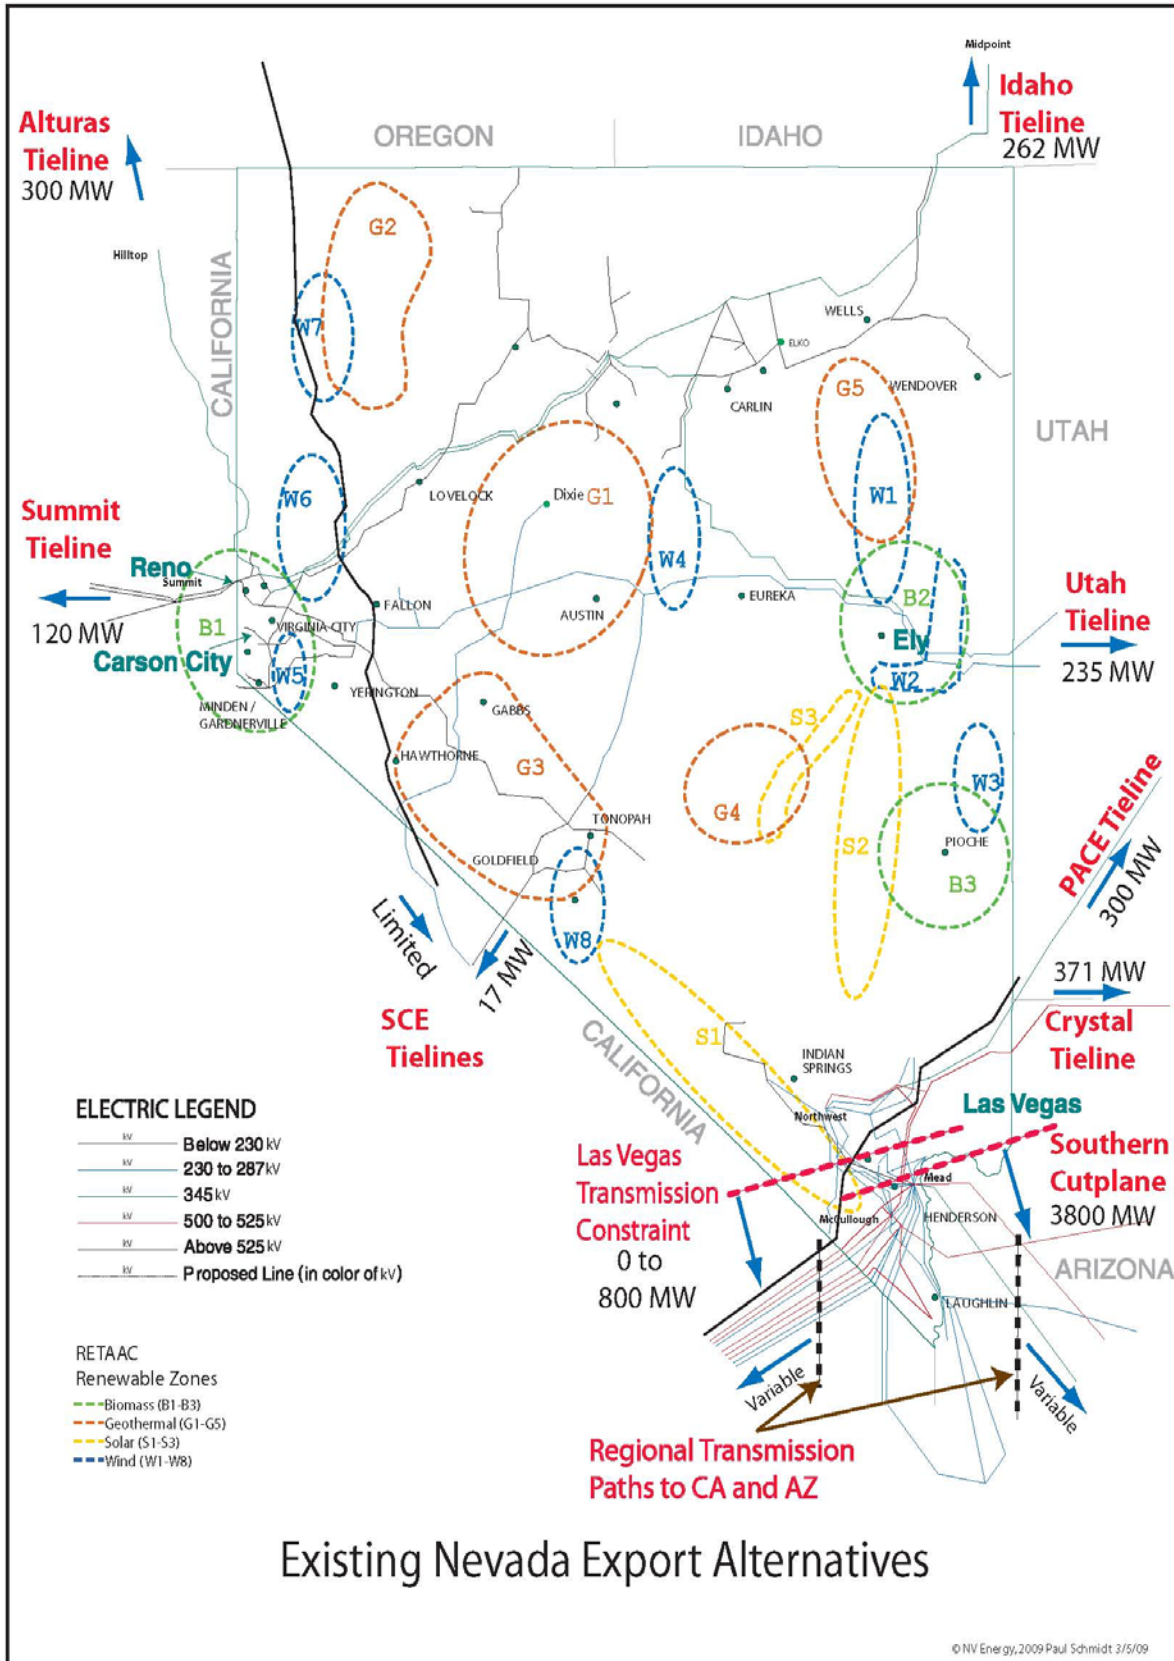 Midpoint
Idaho
Tieline
262 MW
Alturas
Tieline
300 MW
OREGON
IDAHO
Hilltop
CALIFORNIA
G2
W7
WELLS
ELKO
CARLIN
G5
WENDOVER
UTAH
W6
LOVELOCK
Dixie
G1
W4
W1
Summit
Tieline
120 MW
Reno
Summit
B1
VIRGINIA CITY
Carson City
W5
MINDEN /
GARDNERVILLE
FALLON
YERINGTON
AUSTIN
EUREKA
B2
Ely
W2
Utah
Tieline
235 MW
GABBS
HAWTHORNE
G3
S3
G4
S2
W3
PIOCHE
B3
PACE Tieline
300 MW
TONOPAH
GOLDFIELD
W8
Limited
17 MW
SCE
Tielines
371 MW
Crystal
Tieline
CALIFORNIA
S1
INDIAN
SPRINGS
Northwest
Las Vegas
Las Vegas
Transmission
Constraint
0 to
800 MW
Mead
McCullough
HENDERSON
Southern
Cutplane
3800 MW
ARIZONA
LAUGHLIN
Variable
Variable
Regional Transmission
Paths to CA and AZ
ELECTRIC LEGEND
kV Below 230 kV
kV 230 to 287kV
kV 345 kV
kV 500 to 525 kV
kV Above 525 kV
kV Proposed Line (in color of kV)
RETAAC
Renewable Zones
Biomass (B1-B3)
Geothermal (G1-G5)
Solar (S1-S3)
Wind (W1-W8)
Existing Nevada Export Alternatives
© NV Energy, 2009 Paul Schmidt 3/5/09